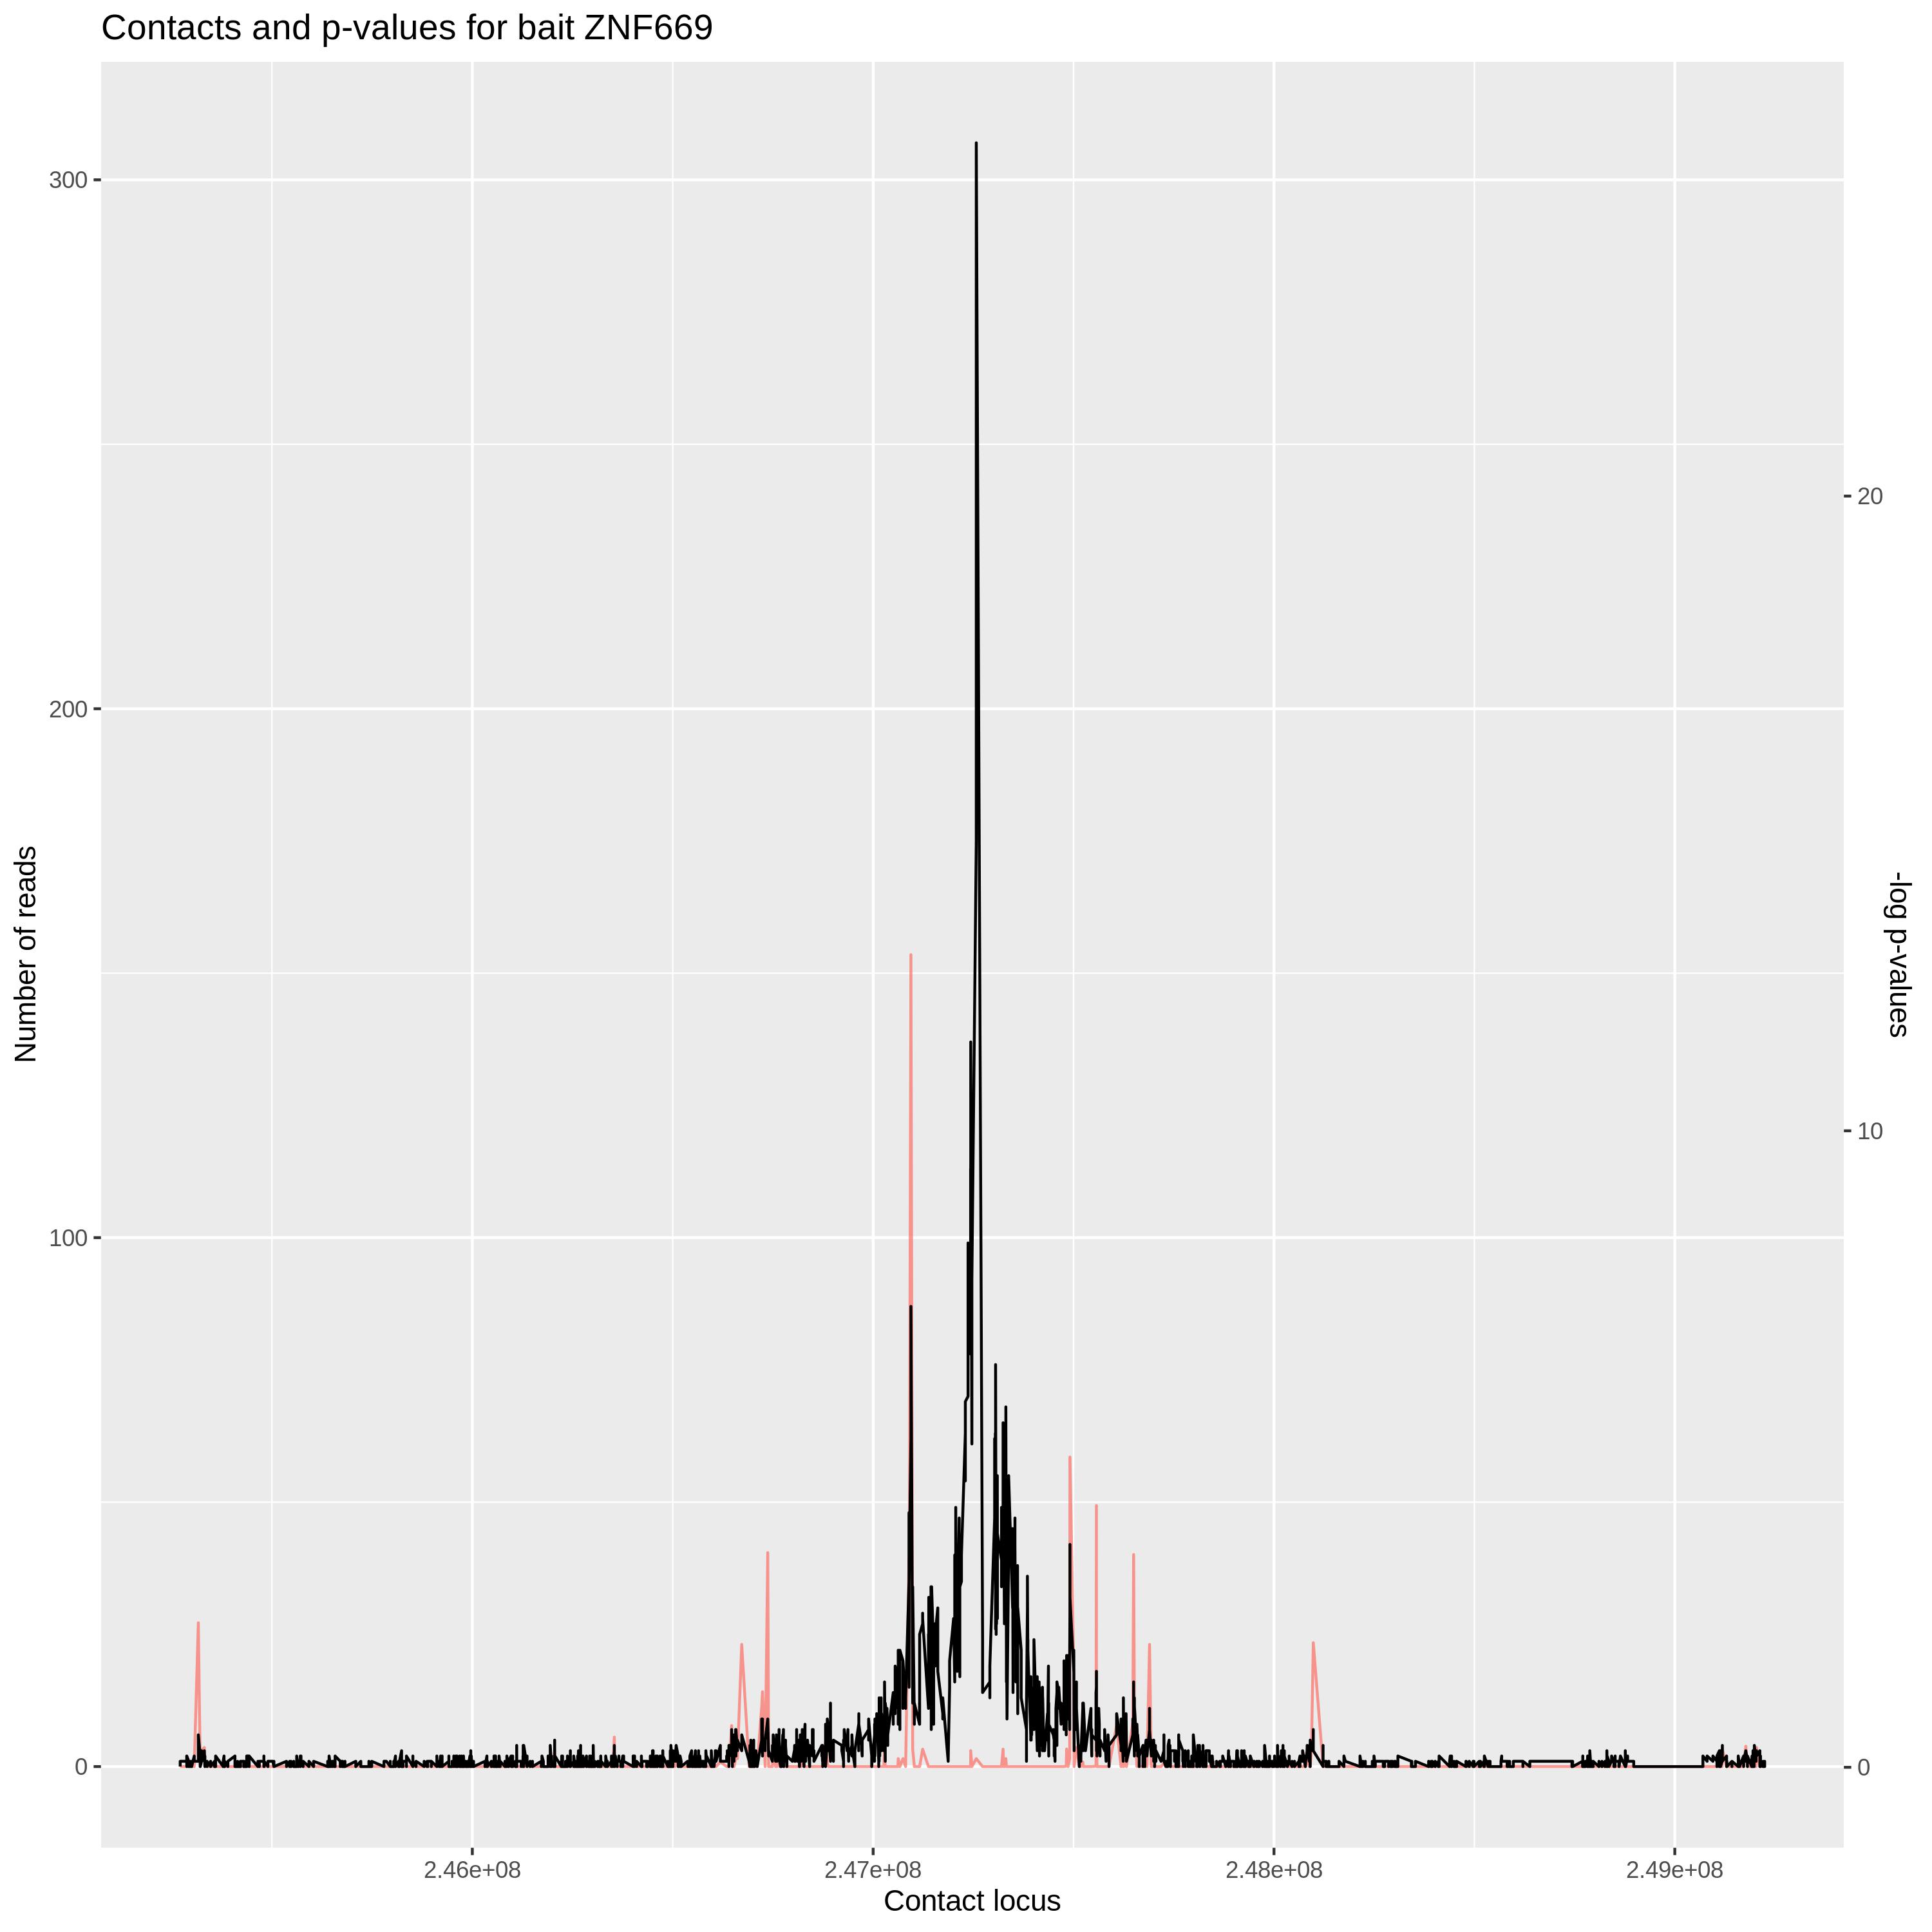 Contacts and p-values for bait ZNF669
300
200
100
0
Number of reads
20
10
0
-log p-values
2.46e+08 2.47e+08 2.48e+08 2.49e+08
Contact locus